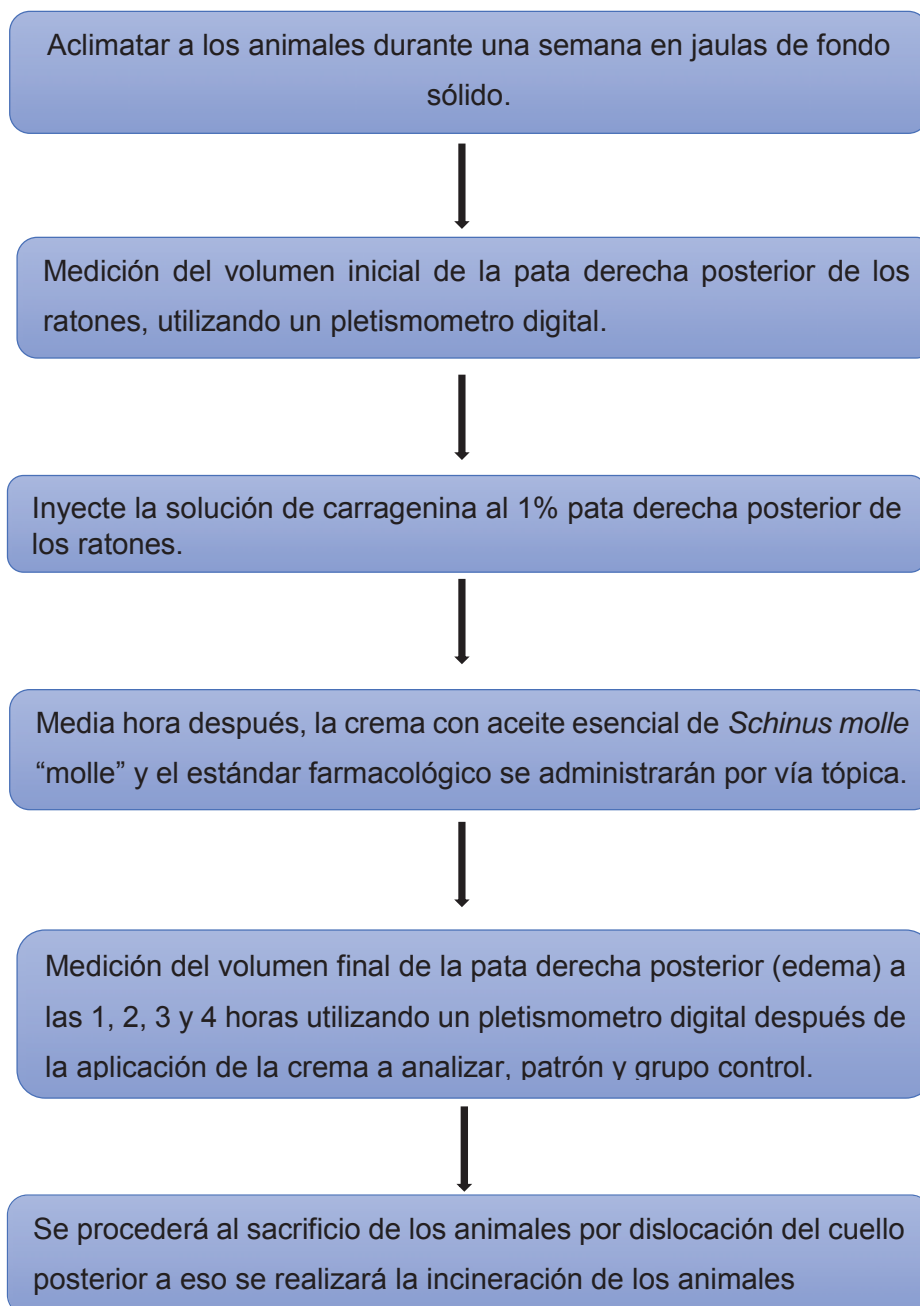 Aclimatar a los animales durante una semana en jaulas de fondo
sólido.
Medición del volumen inicial de la pata derecha posterior de los
ratones, utilizando un pletismometro digital.
Inyecte la solución de carragenina al 1% pata derecha posterior de
los ratones.
Media hora después, la crema con aceite esencial de Schinus molle
“molle” y el estándar farmacológico se administrarán por vía tópica.
Medición del volumen final de la pata derecha posterior (edema) a
las 1, 2, 3 y 4 horas utilizando un pletismometro digital después de
la aplicación de la crema a analizar, patrón y grupo control.
Se procederá al sacrificio de los animales por dislocación del cuello
posterior a eso se realizará la incineración de los animales